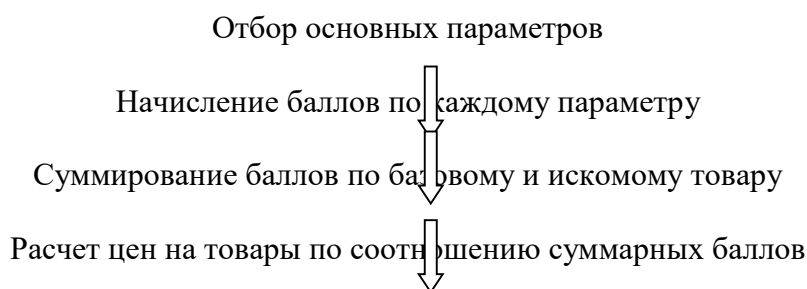 Отбор основных параметров
Начисление баллов по каждому параметру
Суммирование баллов по базовому и искомому товару
Расчет цен на товары по соотношению суммарных баллов